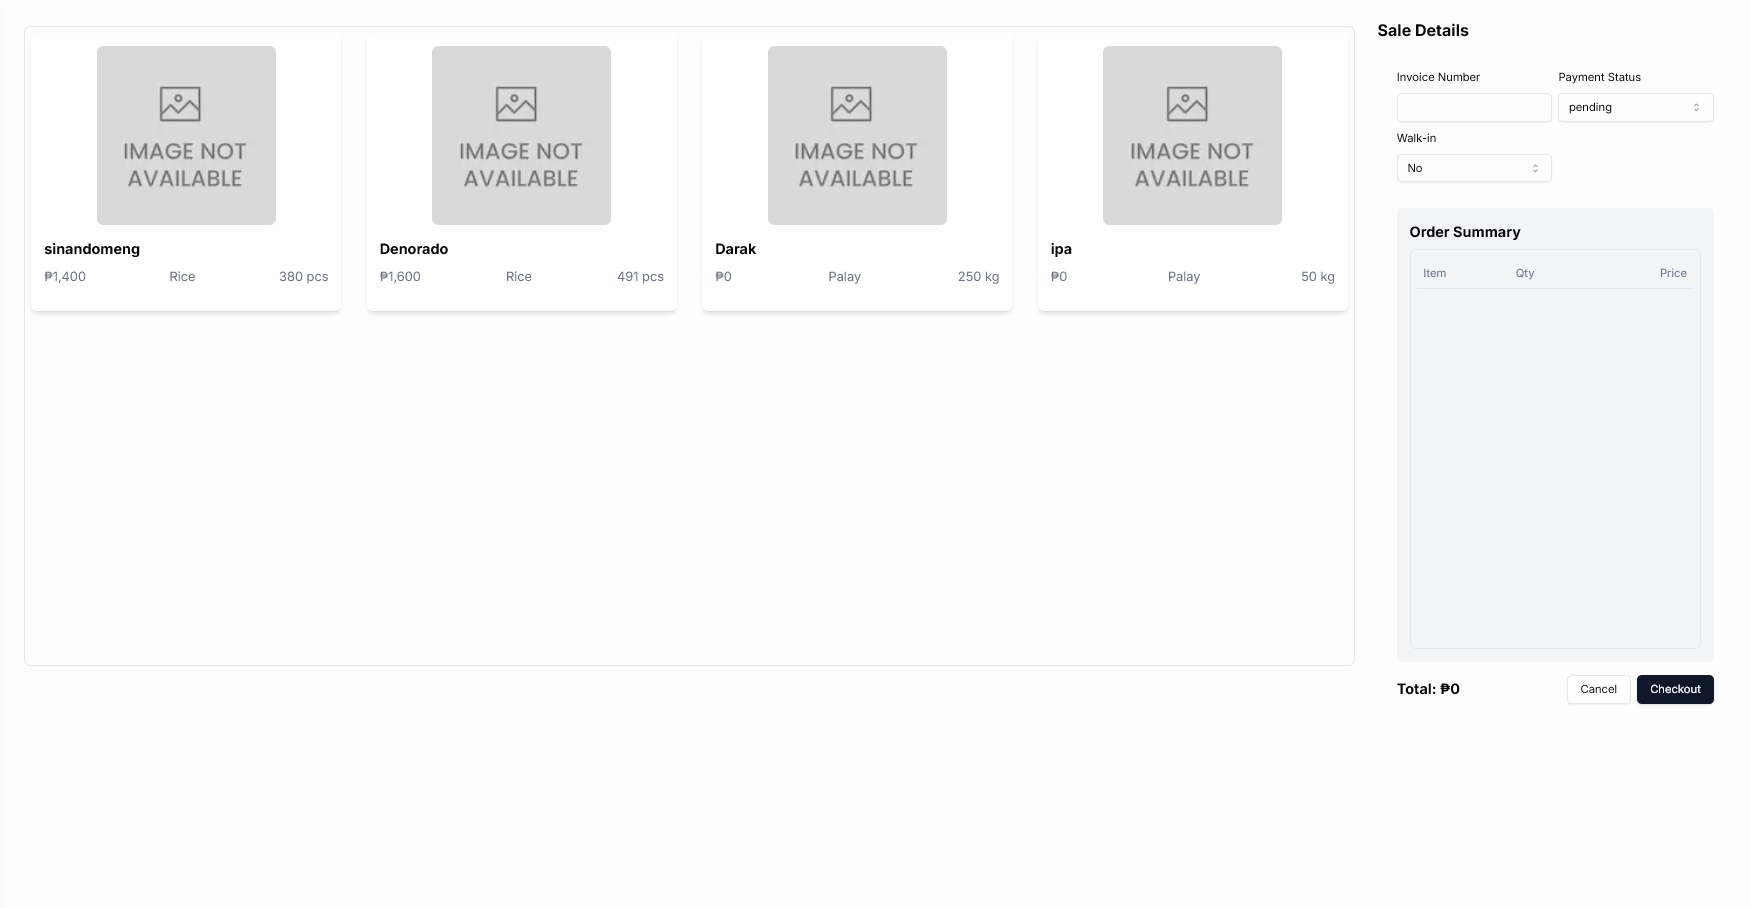 IMAGE NOT
AVAILABLE
sinandomeng
₱1,400 Rice 380 pcs
IMAGE NOT
AVAILABLE
Denorado
₱1,600 Rice 491 pcs
IMAGE NOT
AVAILABLE
Darak
₱0 Palay 250 kg
IMAGE NOT
AVAILABLE
ipa
₱0 Palay 50 kg
Sale Details
Invoice Number
Payment Status
pending
Walk-in
No
Order Summary
Item Qty Price
Total: ₱0
Cancel
Checkout